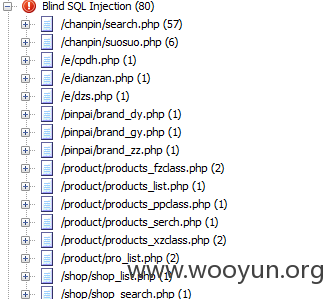 Blind SQL Injection (80)
/chanpin/search.php (57)
/chanpin/suosuo.php (6)
/e/cpdh.php (1)
/e/dianzan.php (1)
/e/dzs.php (1)
/pinpai/brand_dy.php (1)
/pinpai/brand_gy.php (1)
/pinpai/brand_zz.php (1)
/product/products_fzclass.php (2)
/product/products_list.php (1)
/product/products_ppclass.php (1)
/product/products_serch.php (1)
/product/products_xzclass.php (2)
/product/pro_list.php (2)
www.wooyun.org
/shop/shop_list.php (1)
/shop/shop_search.php (1)